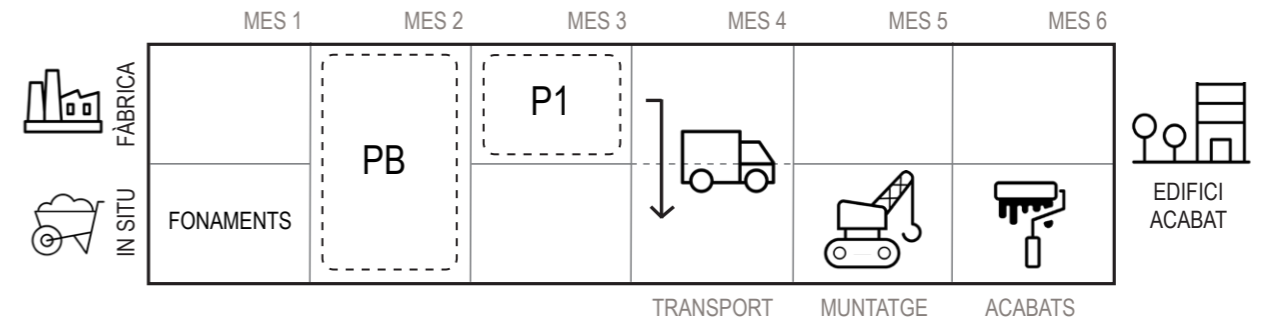 MES 1
MES 2
MES 3
MES 4
MES 5
MES 6
FÀBRICA
PB
P1
IN SITU
FONAMENTS
TRANSPORT
MUNTATGE
ACABATS
EDIFICI
ACABAT